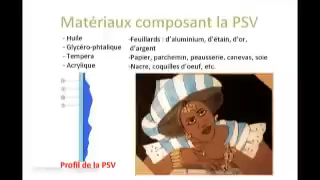 Matériaux composant la PSV
- Huile
- Glycéro-phtalique
- Tempera
- Acrylique
-Feuillards : d'aluminium, d'étain, d'or,
d'argent
-Papier, parchemin, peausserie, canevas, soie
-Nacre, coquilles d'oeuf, etc.
Profil de la PSV